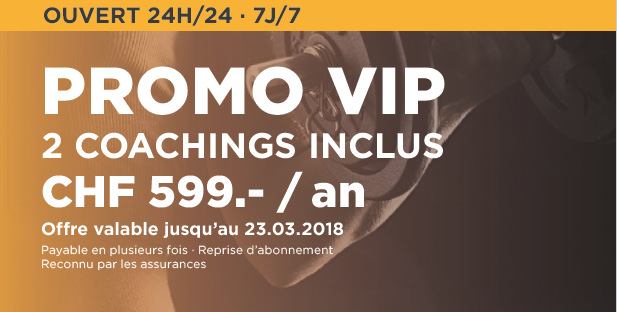 OUVERT 24H/24 · 7J/7
PROMO VIP
2 COACHINGS INCLUS
CHF 599.- / an
Offre valable jusqu'au 23.03.2018
Payable en plusieurs fois · Reprise d'abonnement
Reconnu par les assurances